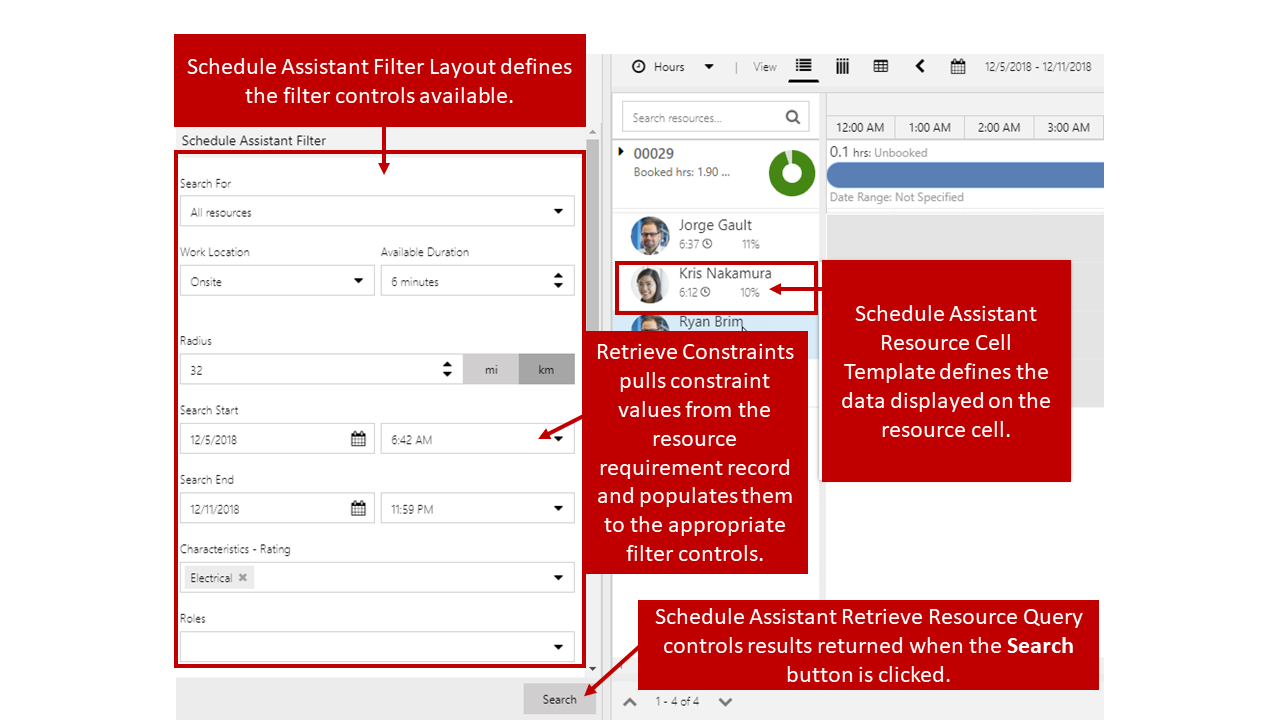 Schedule Assistant Filter Layout defines
the filter controls available.
Schedule Assistant Filter
Search For
All resources
Work Location
Available Duration
Onsite
6 minutes
Radius
32
mi
km
Search Start
12/5/2018
6:42 AM
Search End
12/11/2018
11:59 PM
Characteristics - Rating
Electrical
Roles
Search
Hours
View
12/5/2018 - 12/11/2018
Search resources...
12:00 AM
1:00 AM
2:00 AM
3:00 AM
00029
Booked hrs: 1.90 ...
0.1 hrs: Unbooked
Date Range: Not Specified
Jorge Gault
6:37
11%
Kris Nakamura
6:12
10%
Ryan Brim
Schedule Assistant
Resource Cell
Template defines the
data displayed on the
resource cell.
Retrieve Constraints
pulls constraint
values from the
resource
requirement record
and populates them
to the appropriate
filter controls.
Schedule Assistant Retrieve Resource Query
controls results returned when the Search
button is clicked.
1 - 4 of 4